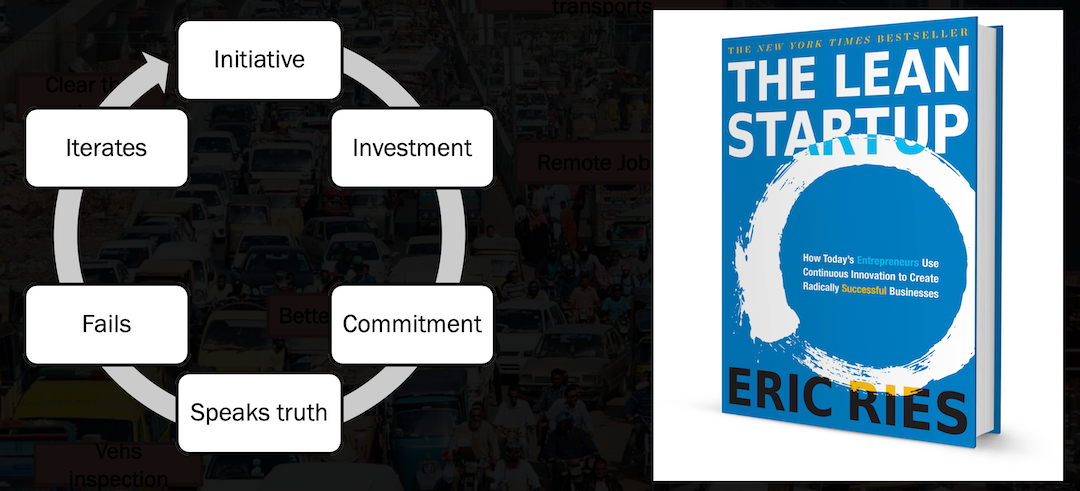 transports
Clear th
Initiative
Iterates
Investment
Remote Job
Fails
Bette
Commitment
Speaks truth
Vehs
inspection
THE NEW YORK TIMES BESTSELLER
THE LEAN
STARTUP
How Today's Entrepreneurs Use
Continuous Innovation to Create
Radically Successful Businesses
ERIC RIES